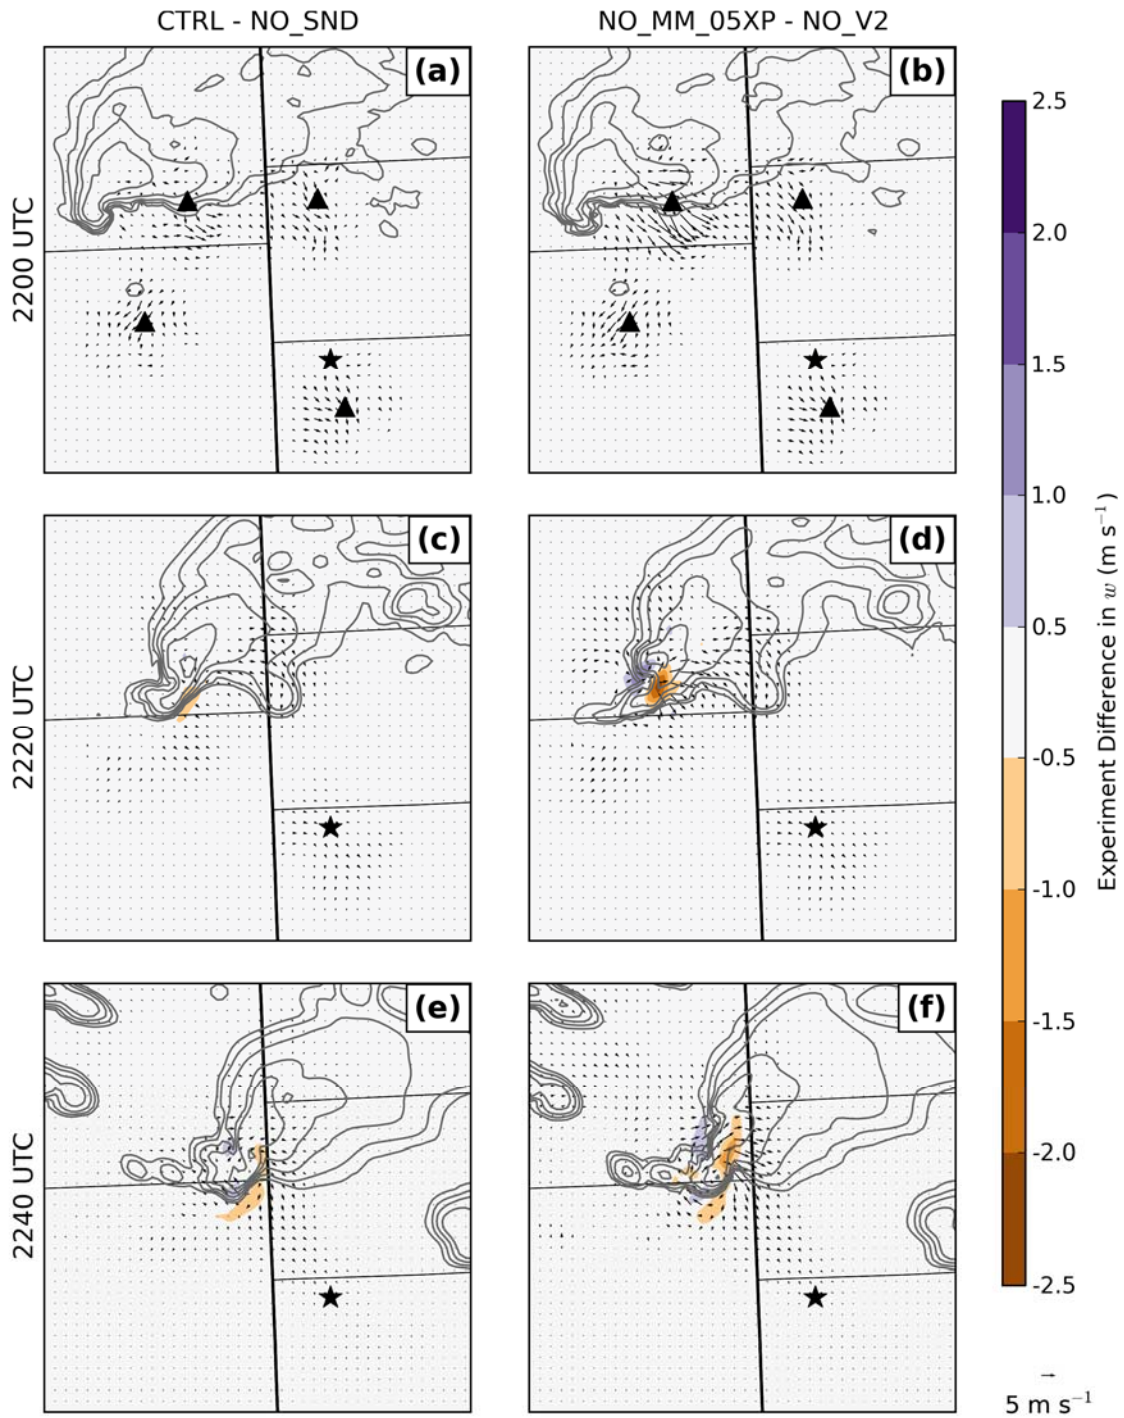 CTRL - NO_SND
NO_MM_05XP - NO_V2
(a)
(b)
2200 UTC
(c)
(d)
2220 UTC
(e)
(f)
2240 UTC
2.5
2.0
1.5
1.0
0.5
-0.5
-1.0
-1.5
-2.0
-2.5
Experiment Difference in w (m s⁻¹)
5 m s⁻¹